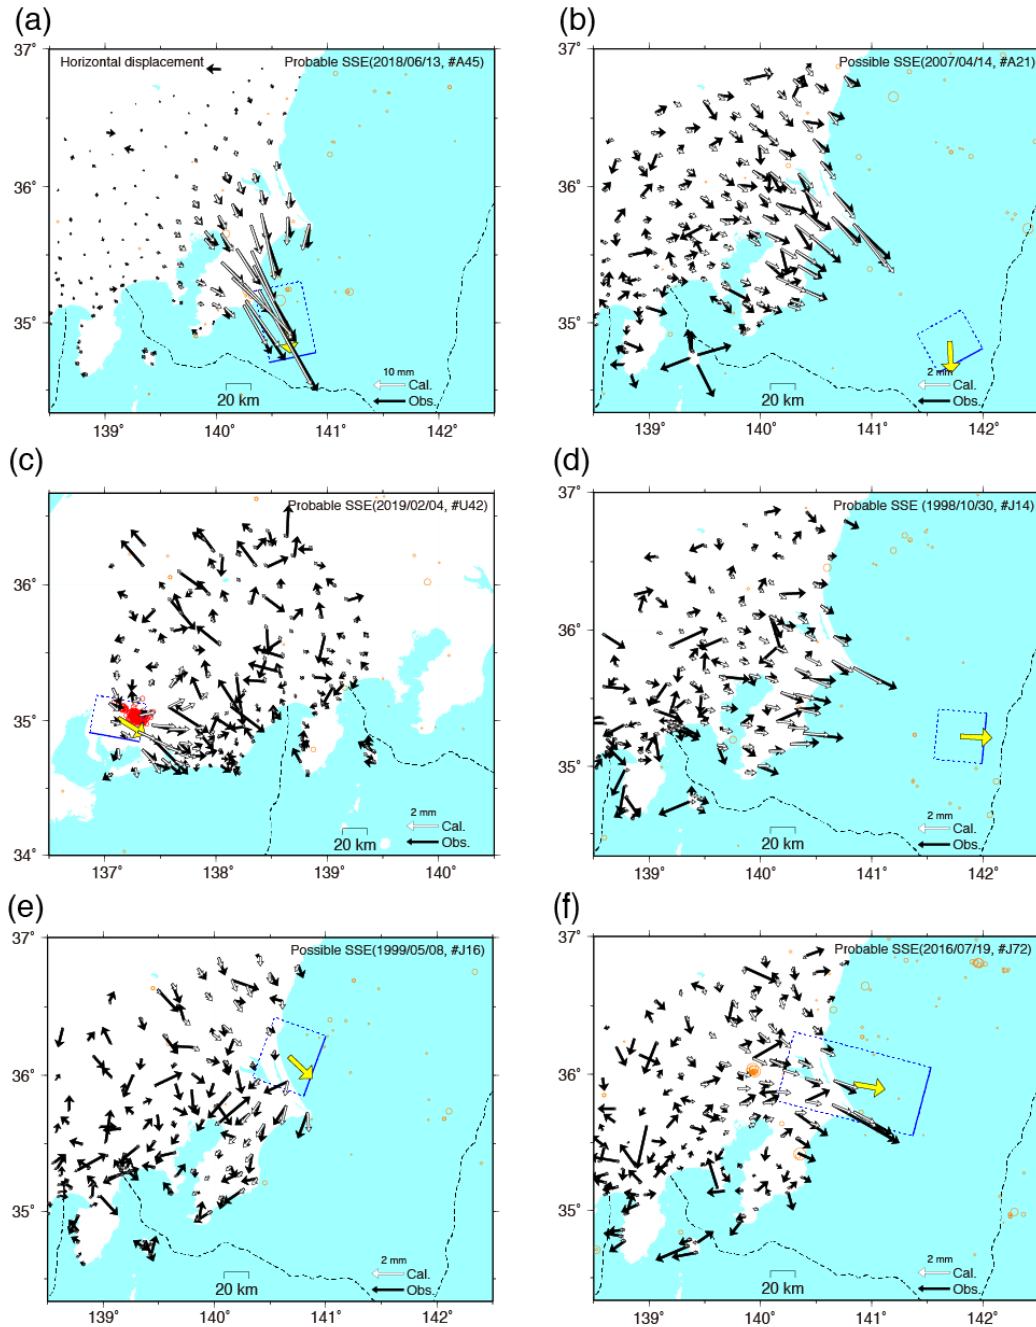 (a)
Horizontal displacement
Probable SSE(2018/06/13, #A45)
37°
36°
35°
10 mm
Cal.
Obs.
20 km
139°
140°
141°
142°
(b)
Possible SSE(2007/04/14, #A21)
37°
36°
35°
2 mm
Cal.
Obs.
20 km
139°
140°
141°
142°
(c)
Probable SSE(2019/02/04, #U42)
36°
35°
34°
2 mm
Cal.
Obs.
20 km
137°
138°
139°
140°
(d)
Probable SSE (1998/10/30, #J14)
37°
36°
35°
2 mm
Cal.
Obs.
20 km
139°
140°
141°
142°
(e)
Possible SSE(1999/05/08, #J16)
37°
36°
35°
2 mm
Cal.
Obs.
20 km
139°
140°
141°
142°
(f)
Probable SSE(2016/07/19, #J72)
37°
36°
35°
2 mm
Cal.
Obs.
20 km
139°
140°
141°
142°